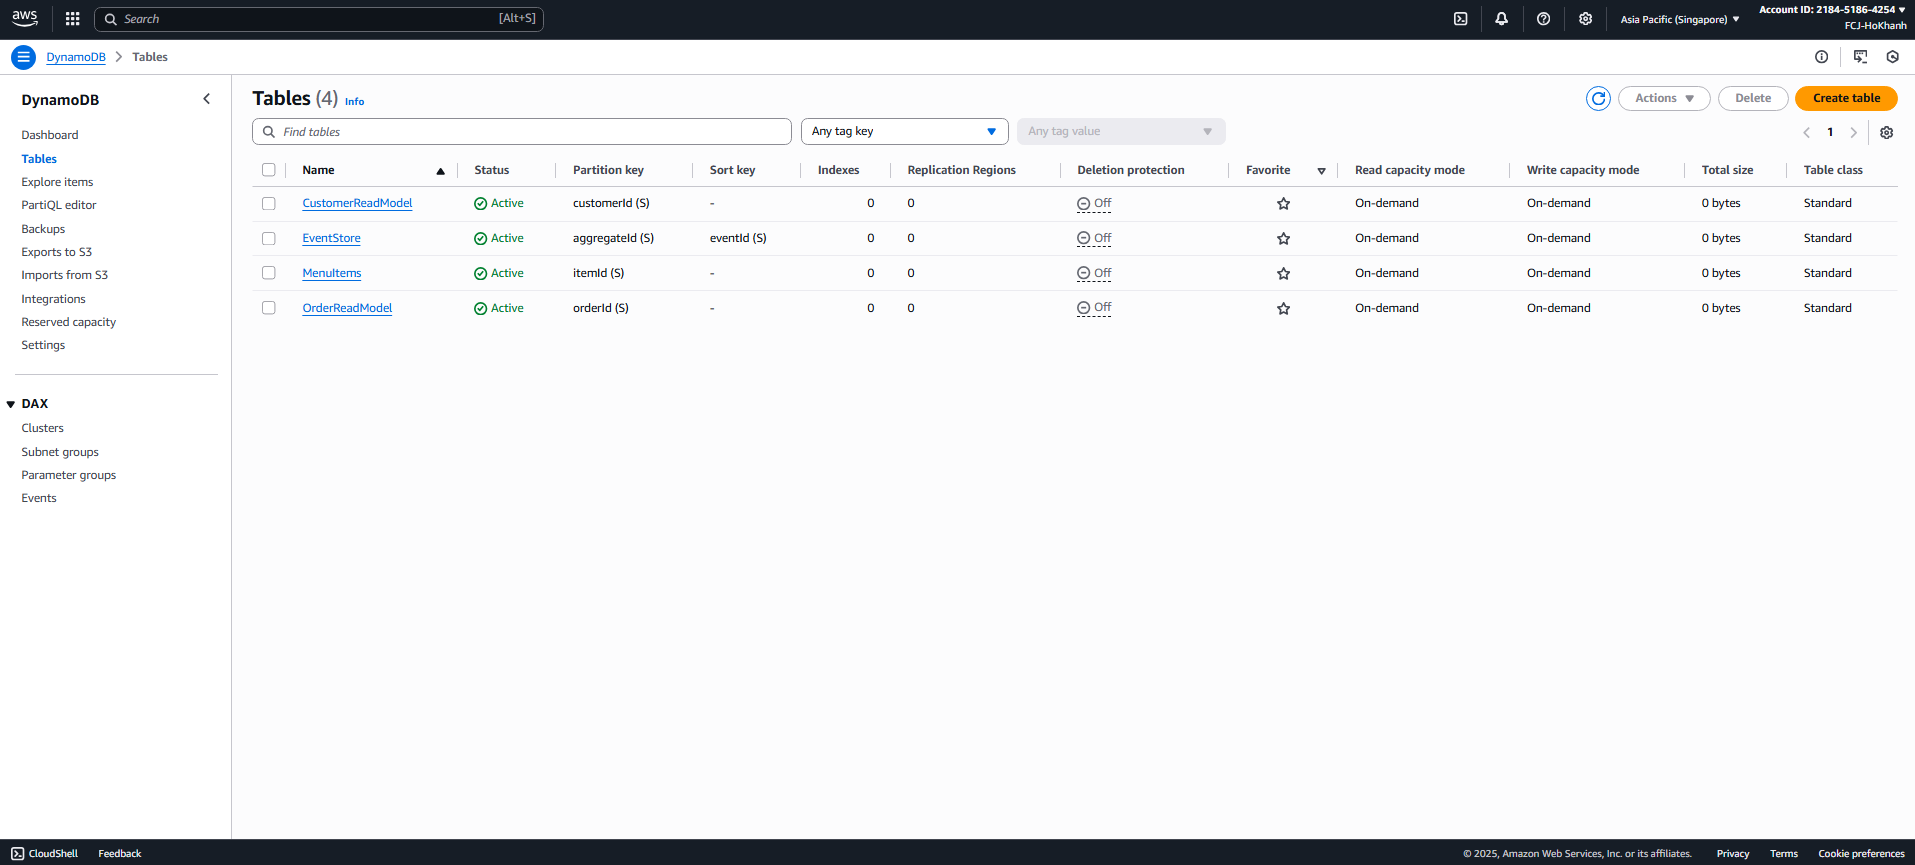 aws Search [Alt+S] Asia Pacific (Singapore) Account ID: 2184-5186-4254
FCJ-HoKhanh
DynamoDB Tables
DynamoDB
Dashboard
Tables
Explore items
PartiQL editor
Backups
Exports to S3
Imports from S3
Integrations
Reserved capacity
Settings
DAX
Clusters
Subnet groups
Parameter groups
Events
Tables (4) Info Actions Delete Create table
Find tables Any tag key Any tag value 1
Name Status Partition key Sort key Indexes Replication Regions Deletion protection Favorite Read capacity mode Write capacity mode Total size Table class
CustomerReadModel Active customerId (S) - 0 0 Off On-demand On-demand 0 bytes Standard
EventStore Active aggregateId (S) eventId (S) 0 0 Off On-demand On-demand 0 bytes Standard
MenuItems Active itemId (S) - 0 0 Off On-demand On-demand 0 bytes Standard
OrderReadModel Active orderId (S) - 0 0 Off On-demand On-demand 0 bytes Standard
CloudShell Feedback © 2025, Amazon Web Services, Inc. or its affiliates. Privacy Terms Cookie preferences